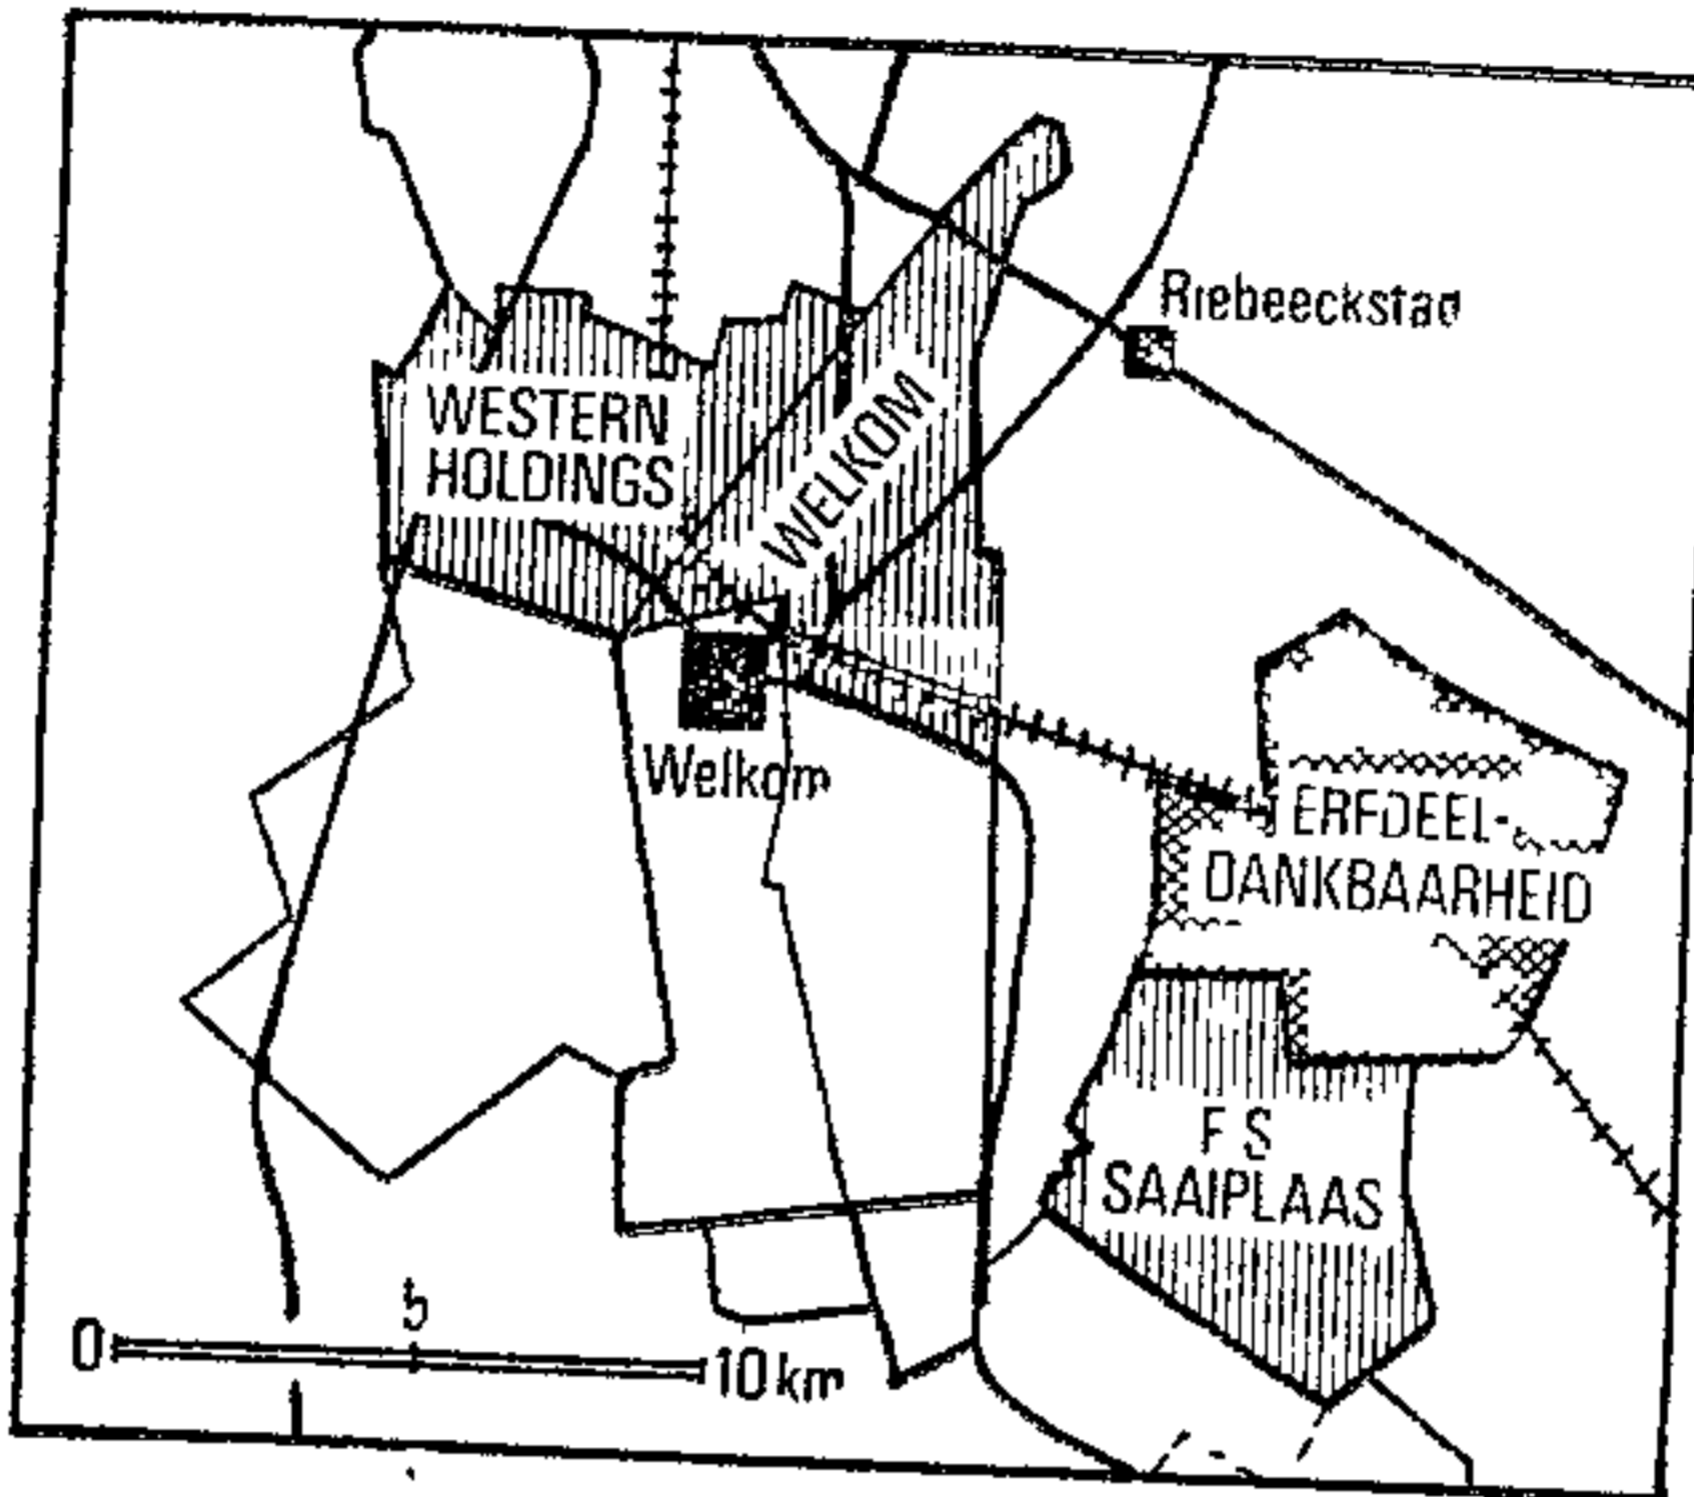 Riebeeckstad
WESTERN
HOLDINGS
WELKOM
Welkom
ERFDEEL-
DANKBAARHEID
F S
SAAIPLAAS
0 5 10 km